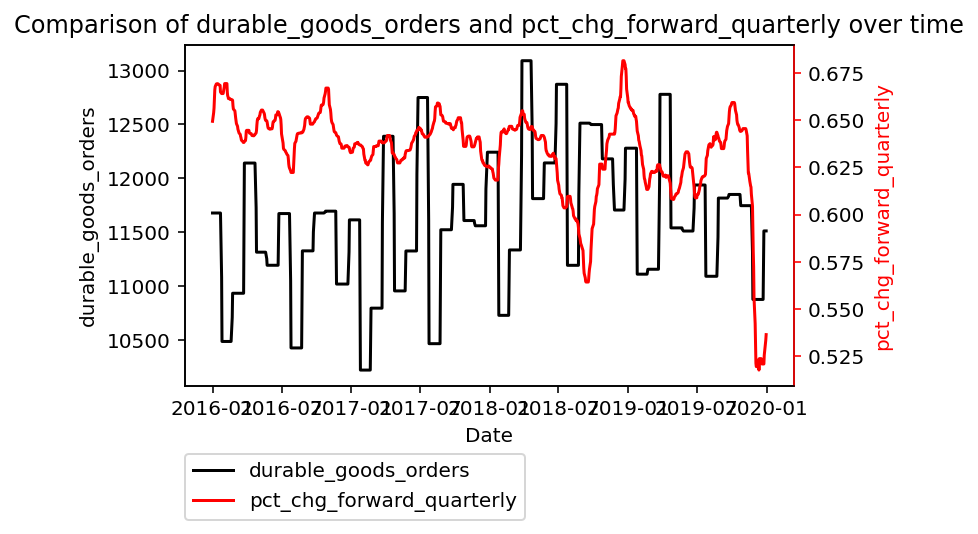 Comparison of durable_goods_orders and pct_chg_forward_quarterly over time
durable_goods_orders
13000
12500
12000
11500
11000
10500
0.675
0.650
0.625
0.600
0.575
0.550
0.525
pct_chg_forward_quarterly
2016-01 2016-07 2017-01 2017-07 2018-01 2018-07 2019-01 2019-07 2020-01
Date
durable_goods_orders
pct_chg_forward_quarterly